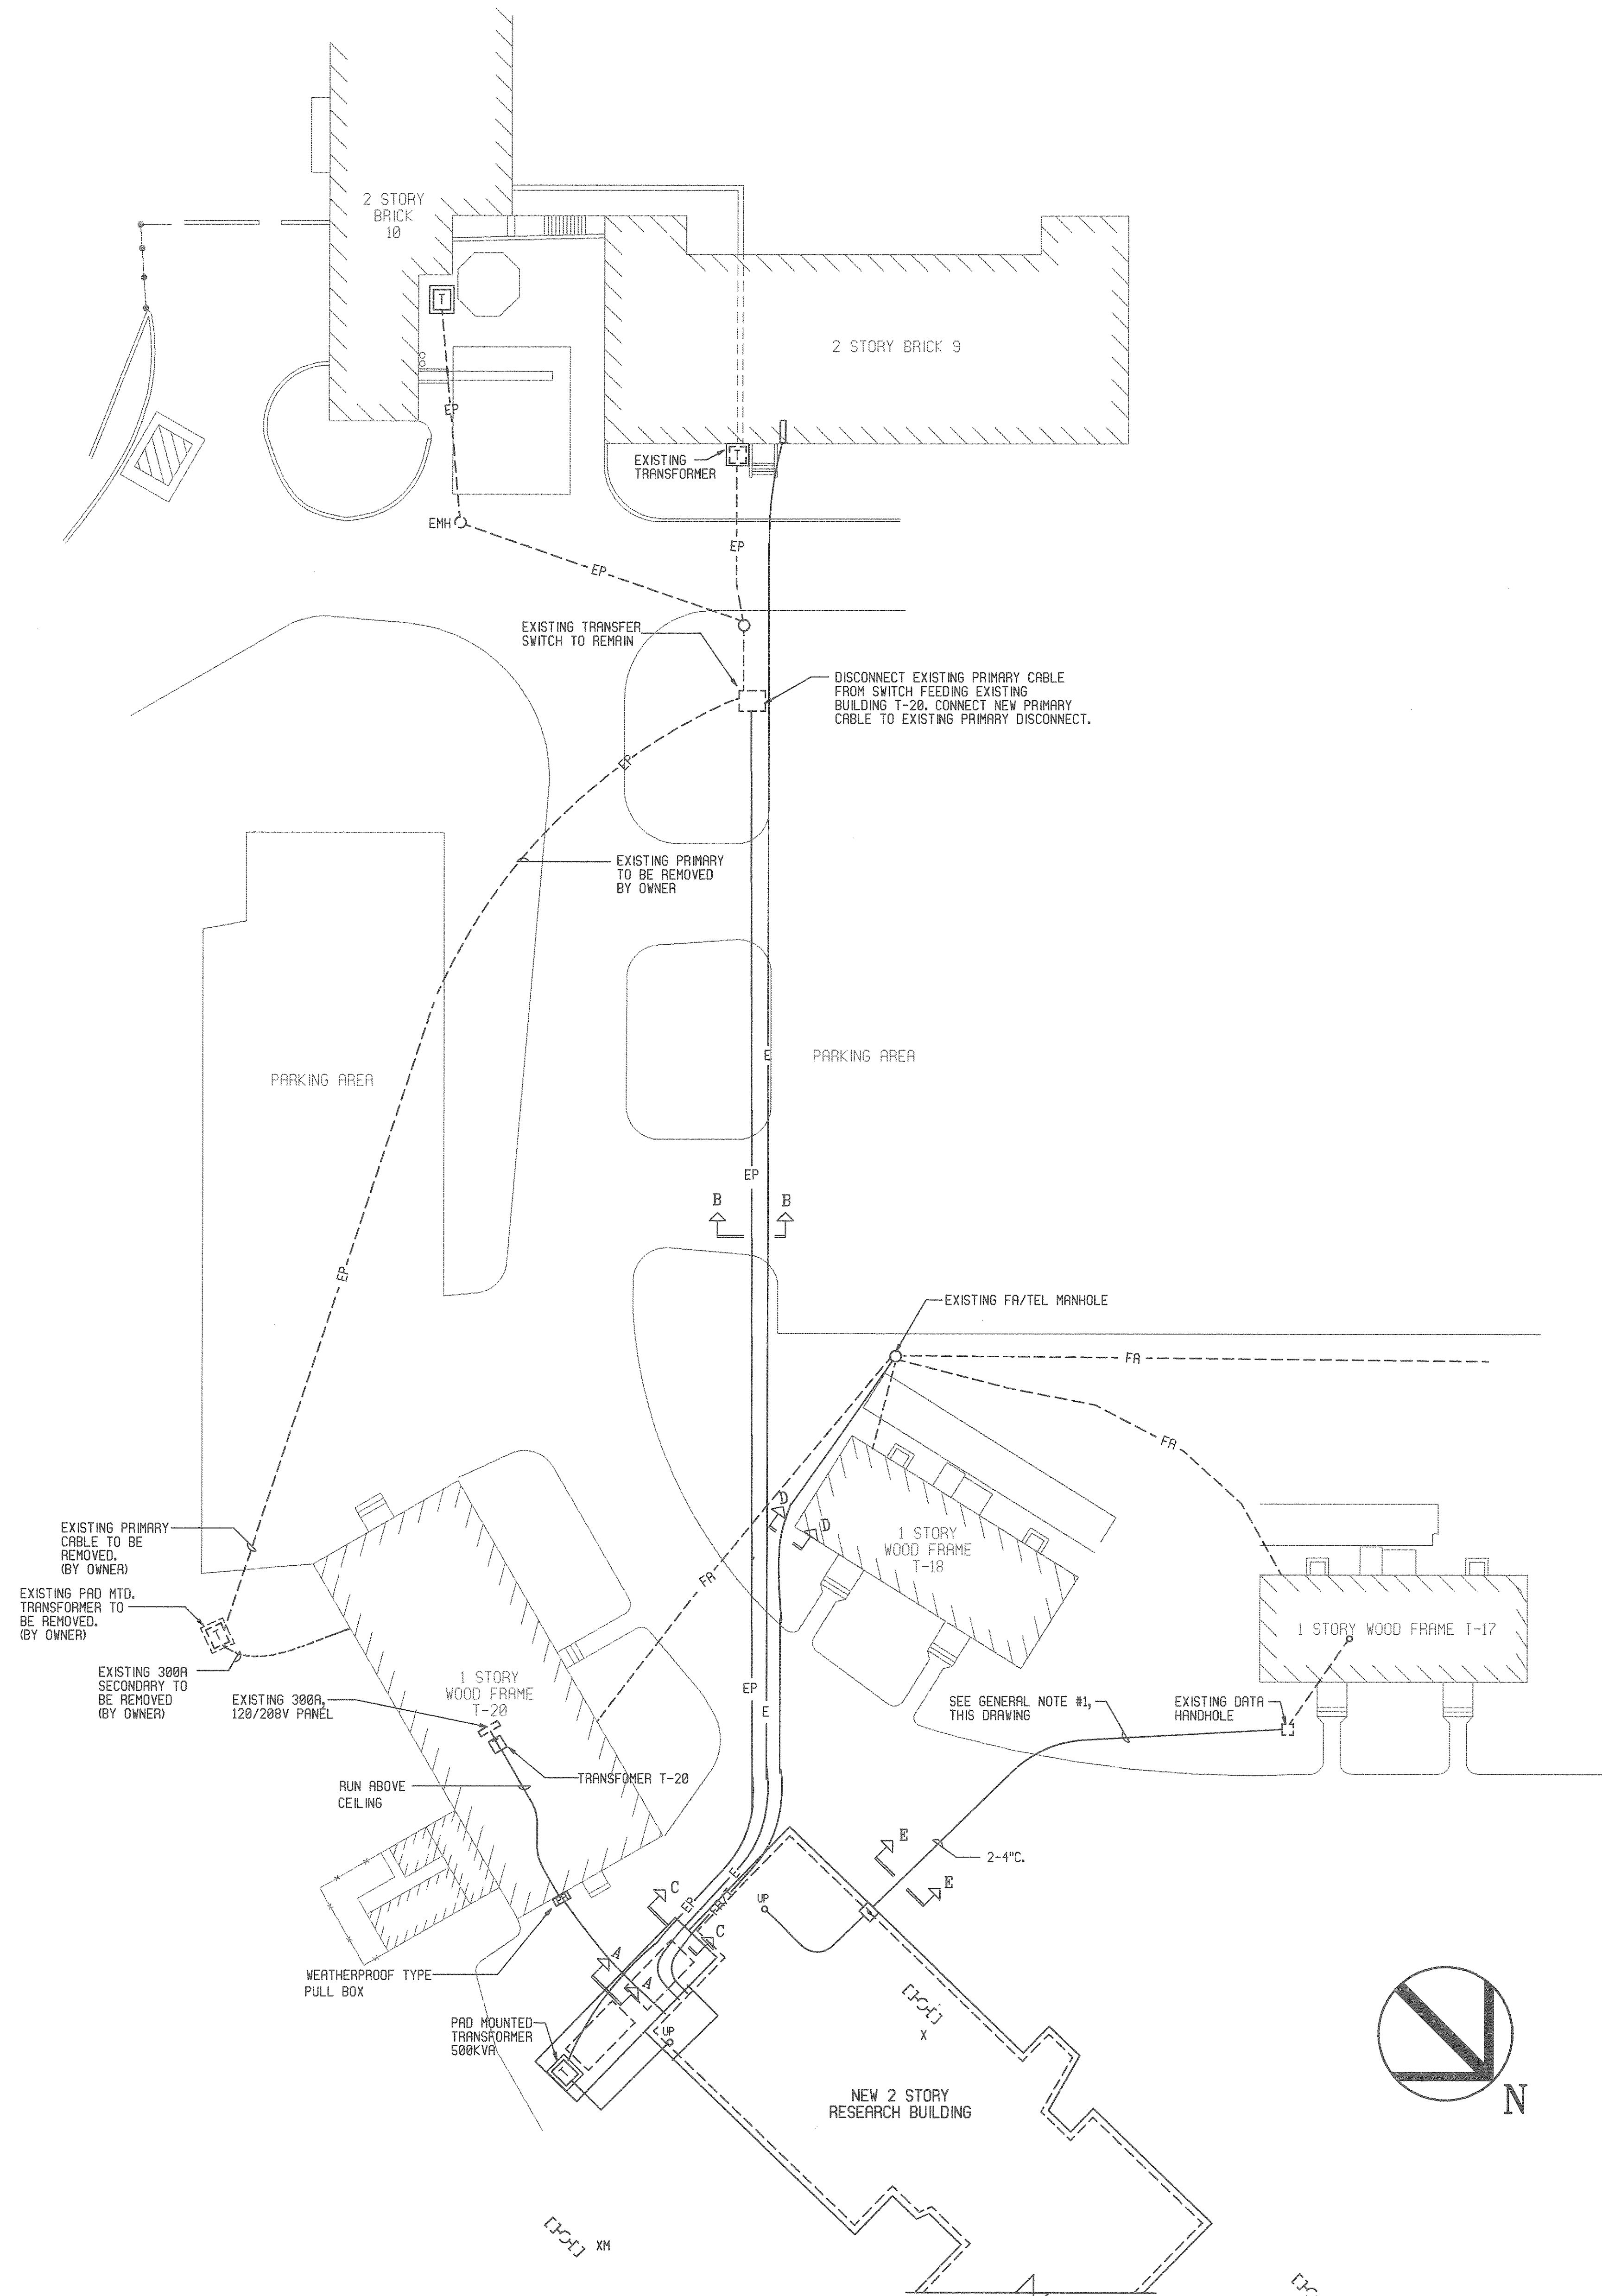 2 STORY
BRICK
10
T
2 STORY BRICK 9
EP
EXISTING
TRANSFORMER
T
EMH
EP
EP
EXISTING TRANSFER
SWITCH TO REMAIN
DISCONNECT EXISTING PRIMARY CABLE
FROM SWITCH FEEDING EXISTING
BUILDING T-20. CONNECT NEW PRIMARY
CABLE TO EXISTING PRIMARY DISCONNECT.
EP
EXISTING PRIMARY
TO BE REMOVED
BY OWNER
E
PARKING AREA
PARKING AREA
EP
B
B
EP
EXISTING FA/TEL MANHOLE
FA
FA
D
D
EXISTING PRIMARY
CABLE TO BE
REMOVED.
(BY OWNER)
1 STORY
WOOD FRAME
T-18
FA
EXISTING PAD MTD.
TRANSFORMER TO
BE REMOVED.
(BY OWNER)
T
1 STORY WOOD FRAME T-17
EXISTING 300A
SECONDARY TO
BE REMOVED
(BY OWNER)
1 STORY
WOOD FRAME
T-20
EP
E
EXISTING 300A,
120/208V PANEL
SEE GENERAL NOTE #1,
THIS DRAWING
EXISTING DATA
HANDHOLE
TRANSFOMER T-20
RUN ABOVE
CEILING
E
2-4"C.
E
C
EP
E
FA/T
UP
C
A
A
WEATHERPROOF TYPE
PULL BOX
PAD MOUNTED
TRANSFORMER
500KVA
UP
T
X
NEW 2 STORY
RESEARCH BUILDING
N
XM